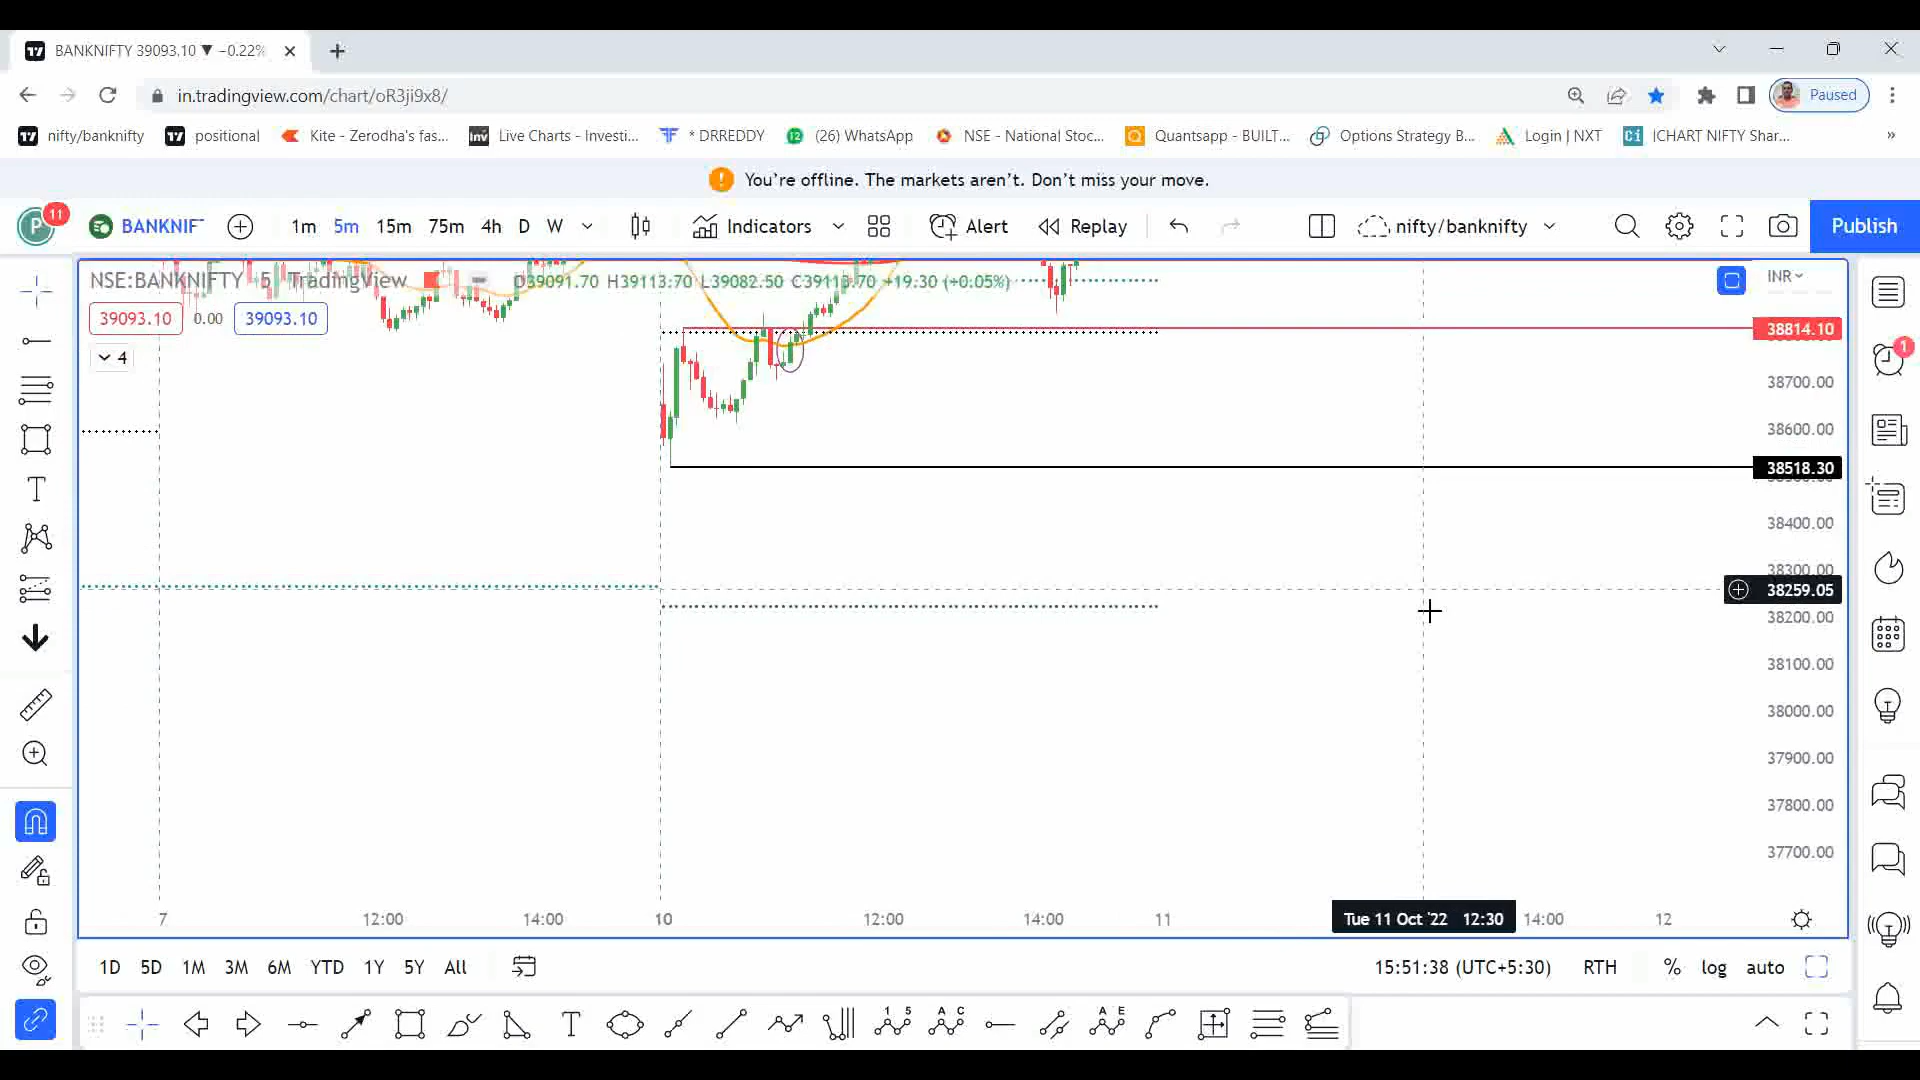 BANKNIFTY 39093.10 ▼ −0.22%
in.tradingview.com/chart/oR3ji9x8/
Paused
nifty/banknifty
positional
Kite - Zerodha's fas...
Live Charts - Investi...
* DRREDDY
(26) WhatsApp
NSE - National Stoc...
Quantsapp - BUILT...
Options Strategy B...
Login | NXT
ICHART NIFTY Shar...
»
You're offline. The markets aren't. Don't miss your move.
P
11
BANKNIF
1m 5m 15m 75m 4h D W
Indicators
Alert
Replay
nifty/banknifty
Publish
NSE:BANKNIFTY 5 TradingView
O39091.70 H39113.70 L39082.50 C39113.70 +19.30 (+0.05%)
INR
39093.10 0.00 39093.10
4
38814.10
38700.00
38600.00
38518.30
38400.00
38300.00
38259.05
38200.00
38100.00
38000.00
37900.00
37800.00
37700.00
1
7 12:00 14:00 10 12:00 14:00 11 Tue 11 Oct '22 12:30 14:00 12
1D 5D 1M 3M 6M YTD 1Y 5Y All
15:51:38 (UTC+5:30) RTH % log auto